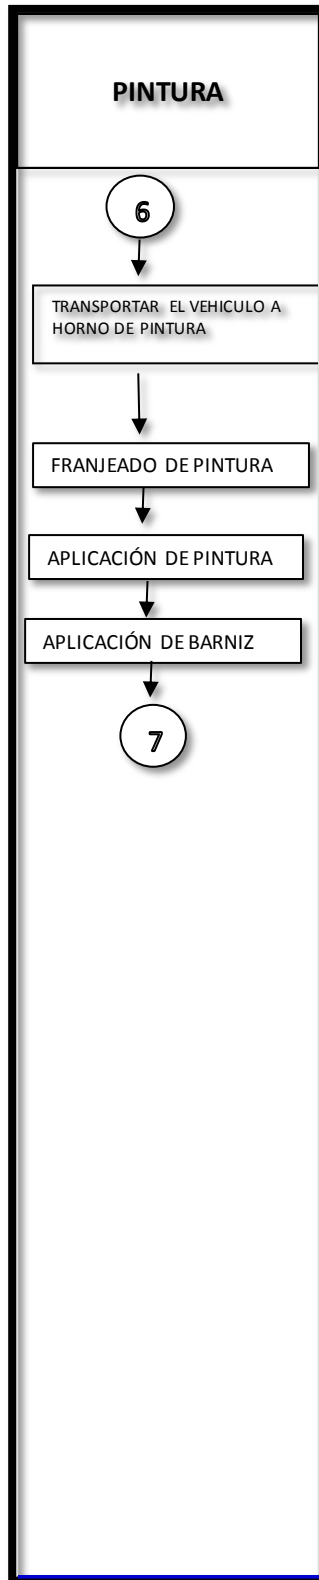 PINTURA
6
TRANSPORTAR EL VEHICULO A
HORNO DE PINTURA
FRANJEADO DE PINTURA
APLICACIÓN DE PINTURA
APLICACIÓN DE BARNIZ
7